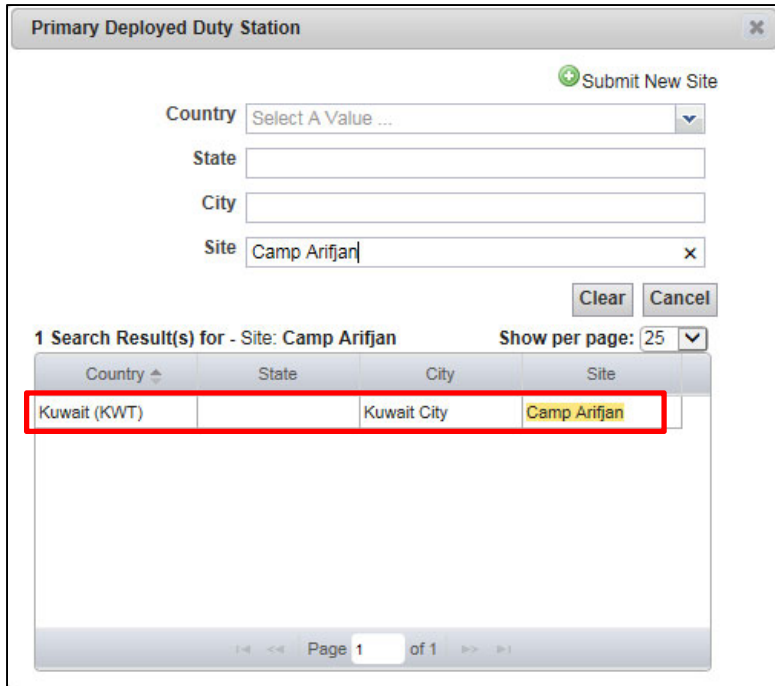 Primary Deployed Duty Station
Submit New Site
Country Select A Value ...
State
City
Site Camp Arifjan
Clear Cancel
1 Search Result(s) for - Site: Camp Arifjan Show per page: 25
Country State City Site
Kuwait (KWT) Kuwait City Camp Arifjan
Page 1 of 1